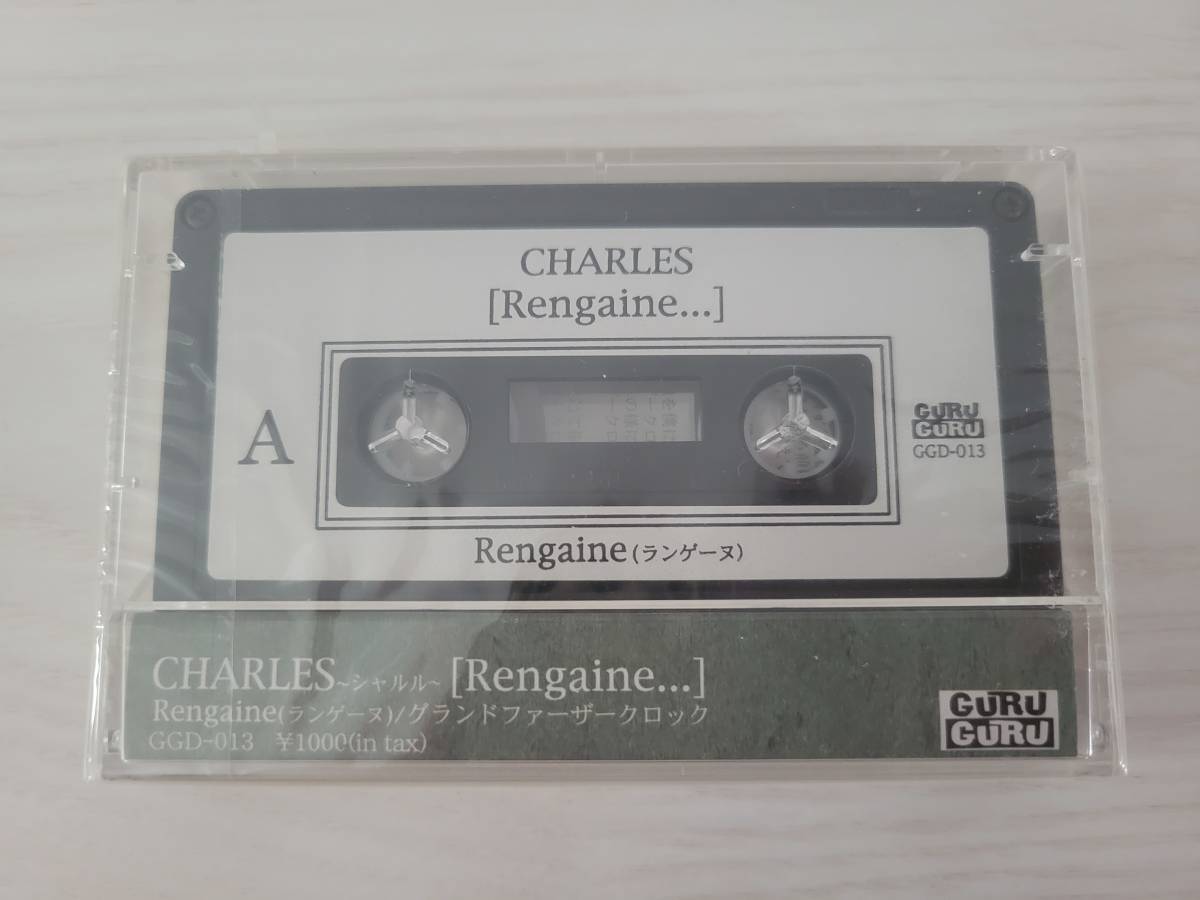 CHARLES
[Rengaine...]
A
GURU
GURU
GGD-013
Rengaine(ランゲーヌ)
CHARLES~シャルル~ [Rengaine...]
Rengaine(ランゲーヌ)/グランドファーザークロック
GGD-013 ¥1000(in tax)
GURU
GURU